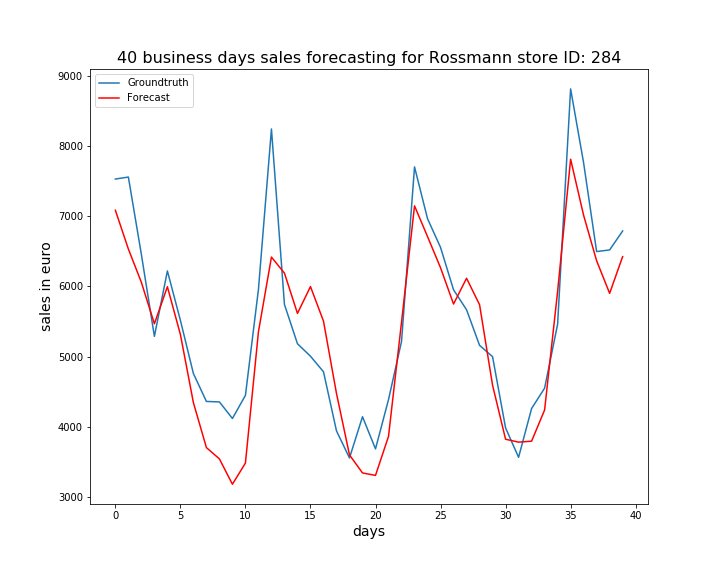 40 business days sales forecasting for Rossmann store ID: 284
Groundtruth
Forecast
9000
8000
7000
6000
5000
4000
3000
sales in euro
0 5 10 15 20 25 30 35 40
days